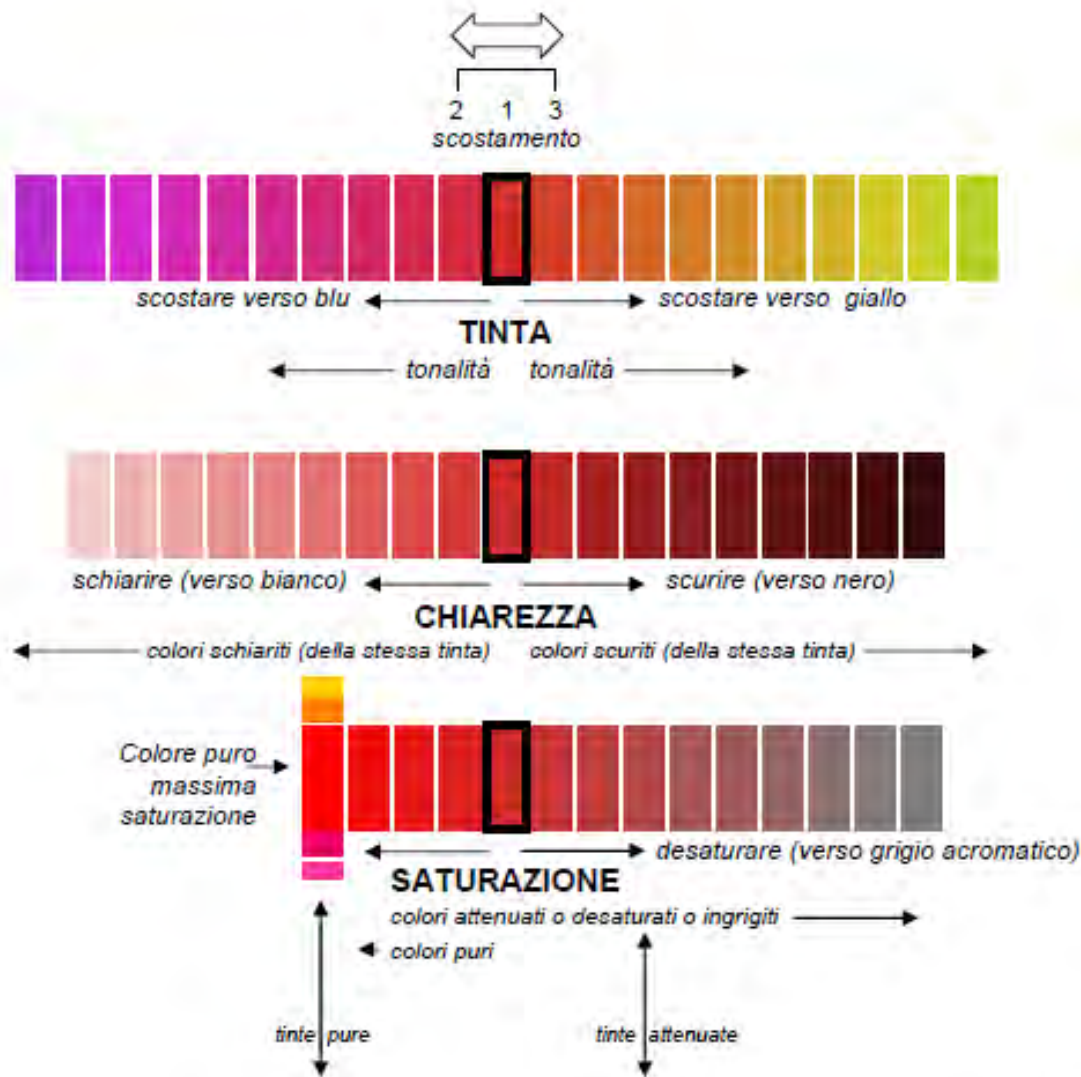 2 1 3
scostamento
scostare verso blu scostare verso giallo
TINTA
tonalità tonalità
schiarire (verso bianco) scurire (verso nero)
CHIAREZZA
colori schiariti (della stessa tinta) colori scuriti (della stessa tinta)
Colore puro
massima
saturazione
desaturare (verso grigio acromatico)
SATURAZIONE
colori attenuati o desaturati o ingrigiti
colori puri
tinte pure tinte attenuate